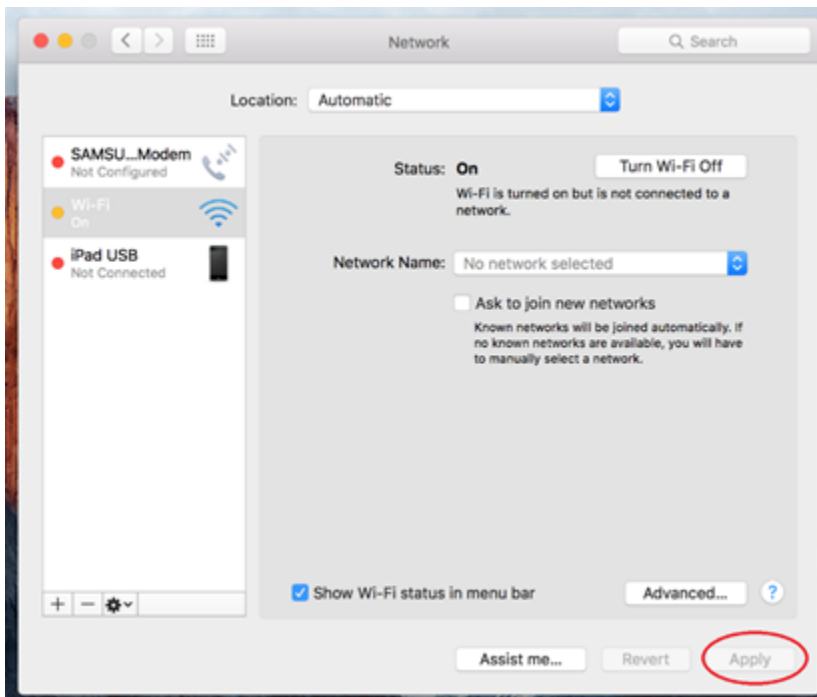 Network
Search
Location: Automatic
SAMSU...Modem
Not Configured
Wi-Fi
On
iPad USB
Not Connected
Status: On
Turn Wi-Fi Off
Wi-Fi is turned on but is not connected to a
network.
Network Name: No network selected
Ask to join new networks
Known networks will be joined automatically. If
no known networks are available, you will have
to manually select a network.
Show Wi-Fi status in menu bar
Advanced...
?
Assist me...
Revert
Apply